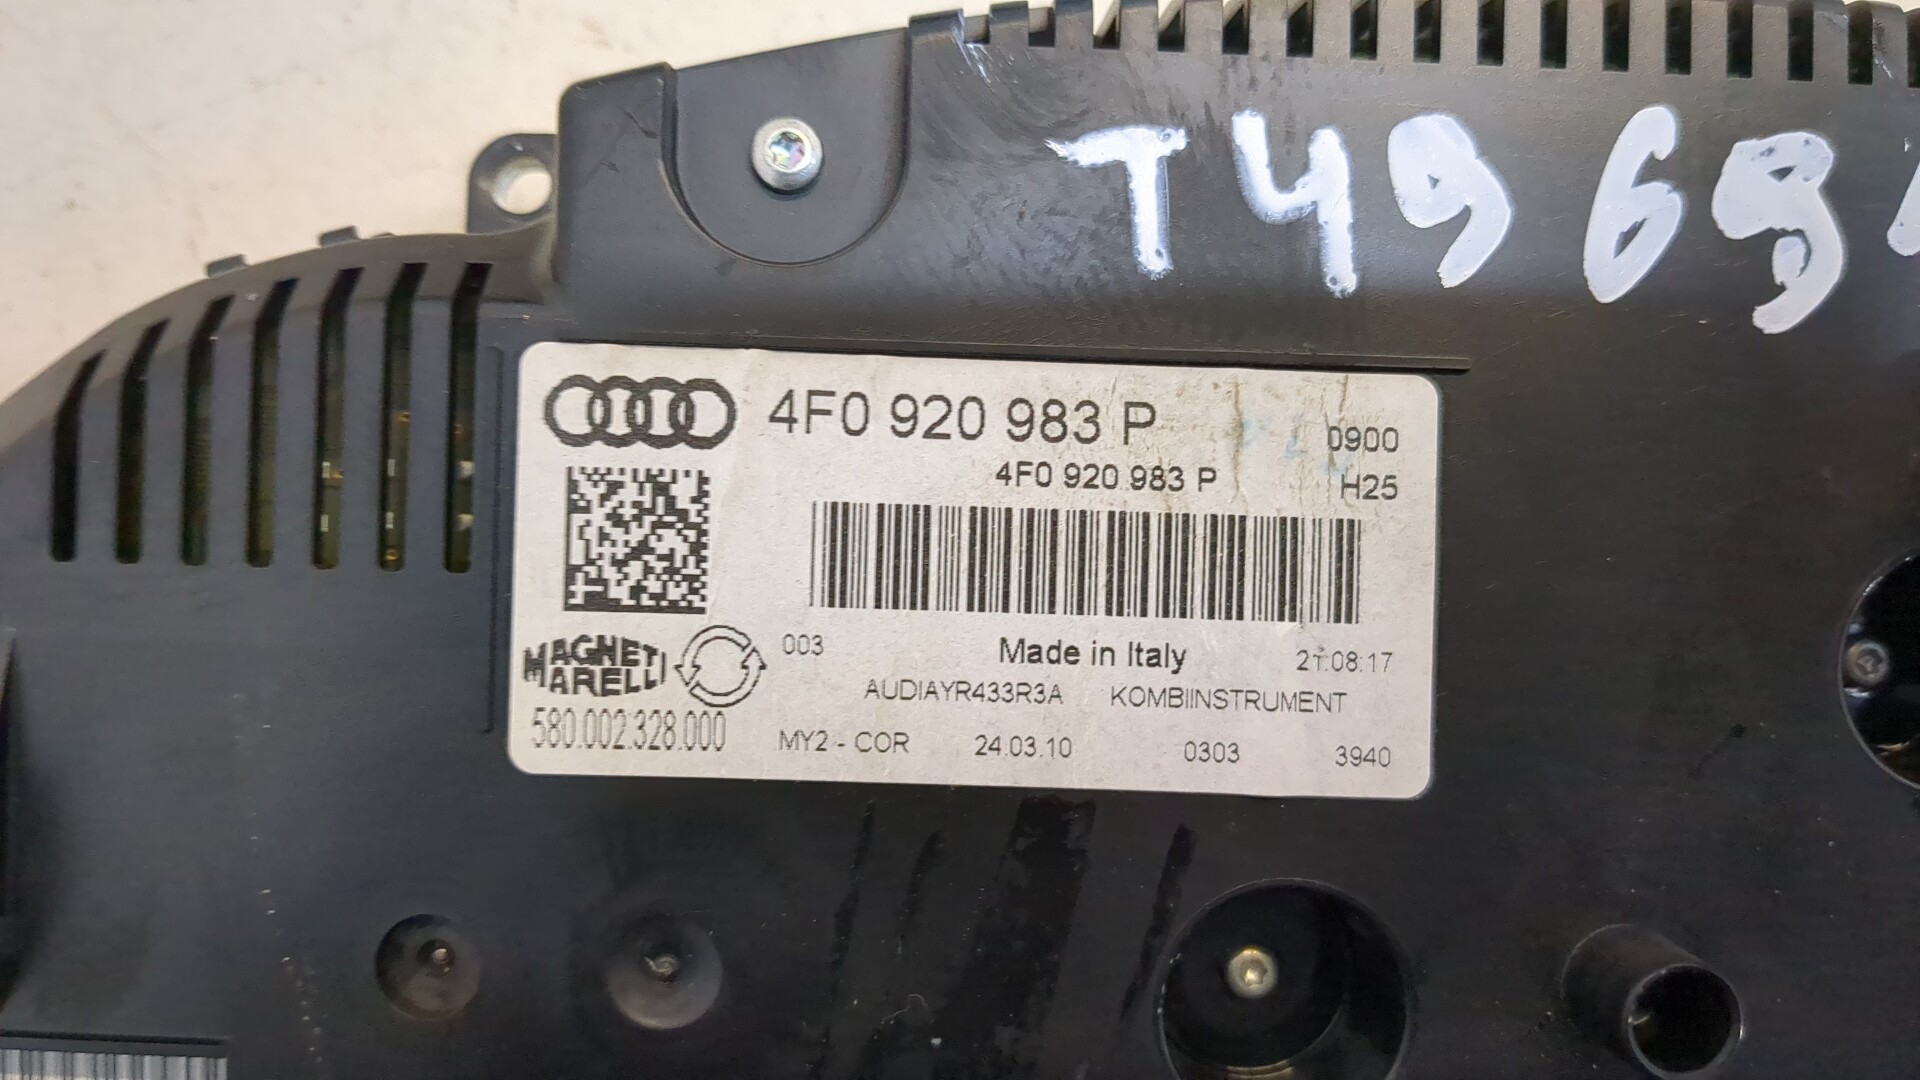 T4969
4F0 920 983 P
0900
4F0 920 983 P
H25
MAGNETI
MARELLI
003
Made in Italy
21:08:17
AUDIAYR433R3A KOMBIINSTRUMENT
580.002.328.000
MY2 - COR 24.03.10 0303 3940